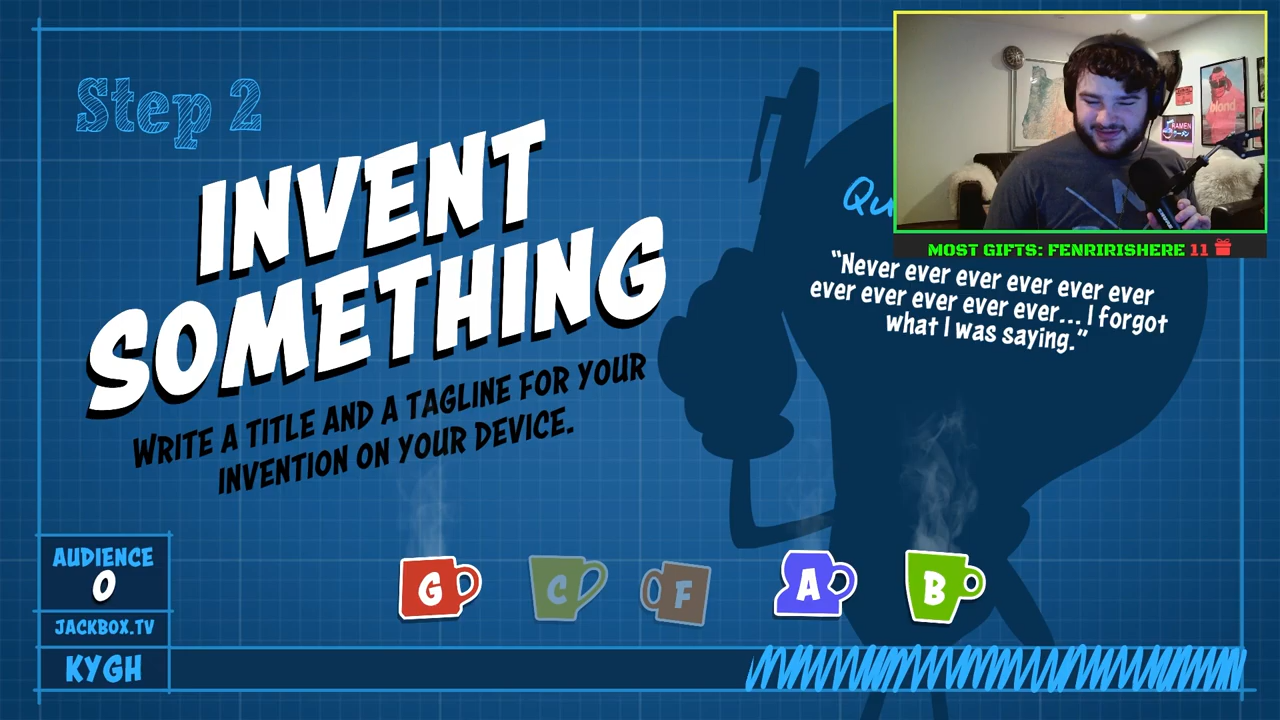 Step 2
INVENT
SOMETHING
WRITE A TITLE AND A TAGLINE FOR YOUR
INVENTION ON YOUR DEVICE.
blond
RAMEN
MOST GIFTS: FENRIRISHERE 11
"Never ever ever ever ever ever
ever ever ever ever ever... I forgot
what I was saying."
G
C
F
A
B
AUDIENCE
0
JACKBOX.TV
KYGH